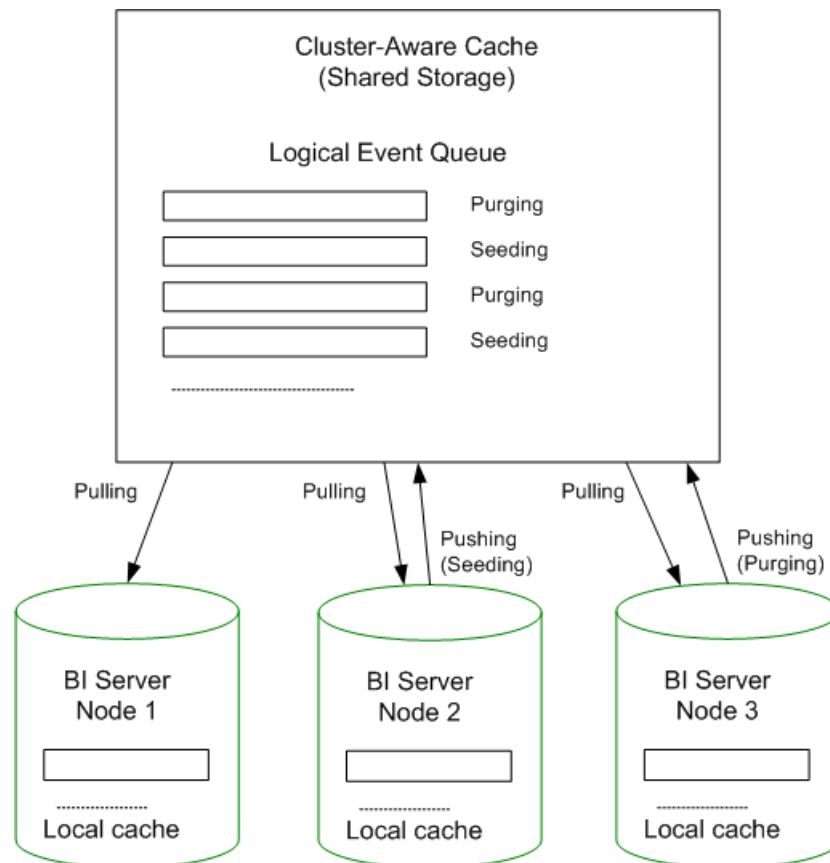 Cluster-Aware Cache
(Shared Storage)
Logical Event Queue
Purging
Seeding
Purging
Seeding
Pulling
Pulling
Pushing
(Seeding)
Pulling
Pushing
(Purging)
BI Server
Node 1
Local cache
BI Server
Node 2
Local cache
BI Server
Node 3
Local cache